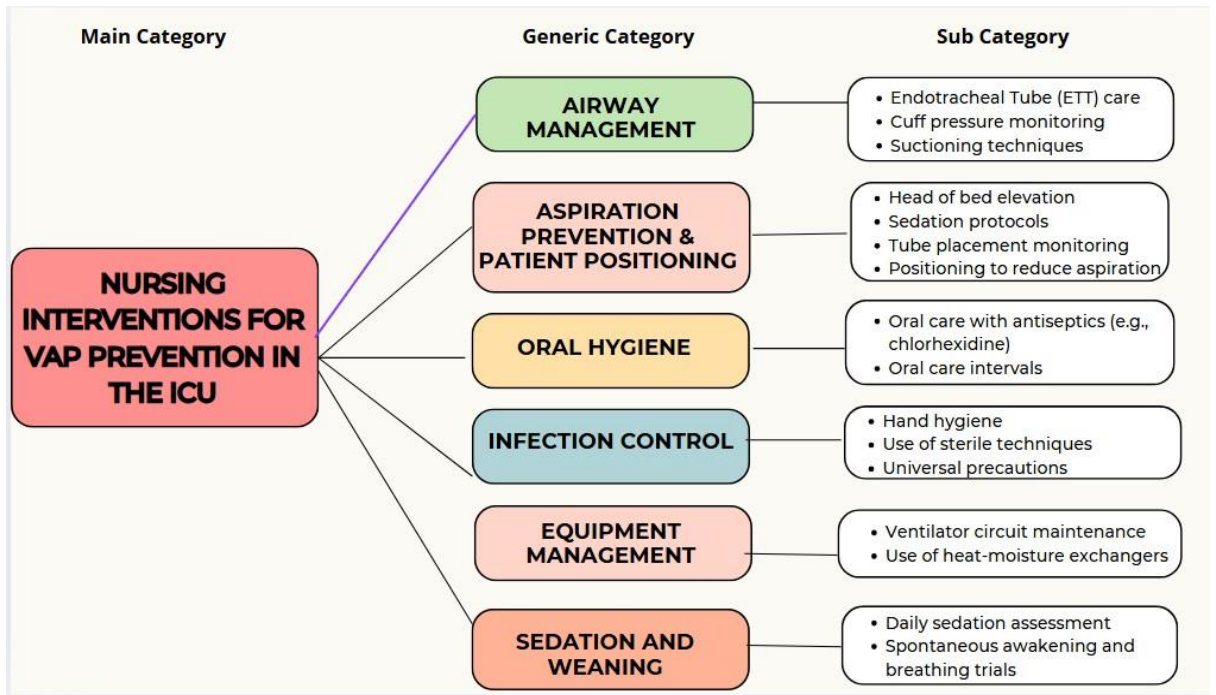 Main Category
Generic Category
Sub Category
NURSING
INTERVENTIONS FOR
VAP PREVENTION IN
THE ICU
AIRWAY
MANAGEMENT
• Endotracheal Tube (ETT) care
• Cuff pressure monitoring
• Suctioning techniques
ASPIRATION
PREVENTION &
PATIENT POSITIONING
• Head of bed elevation
• Sedation protocols
• Tube placement monitoring
• Positioning to reduce aspiration
ORAL HYGIENE
• Oral care with antiseptics (e.g.,
chlorhexidine)
• Oral care intervals
INFECTION CONTROL
• Hand hygiene
• Use of sterile techniques
• Universal precautions
EQUIPMENT
MANAGEMENT
• Ventilator circuit maintenance
• Use of heat-moisture exchangers
SEDATION AND
WEANING
• Daily sedation assessment
• Spontaneous awakening and
breathing trials